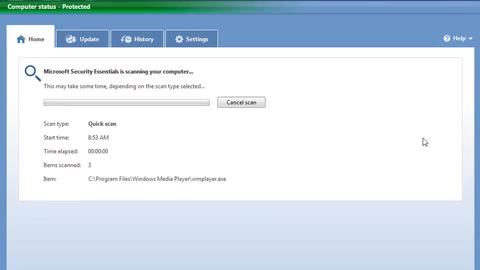 Computer status - Protected
Home
Update
History
Settings
Help
Microsoft Security Essentials is scanning your computer...
This may take some time, depending on the scan type selected...
Cancel scan
Scan type: Quick scan
Start time: 8:53 AM
Time elapsed: 00:00:00
Items scanned: 3
Item: C:\Program Files\Windows Media Player\wmplayer.exe